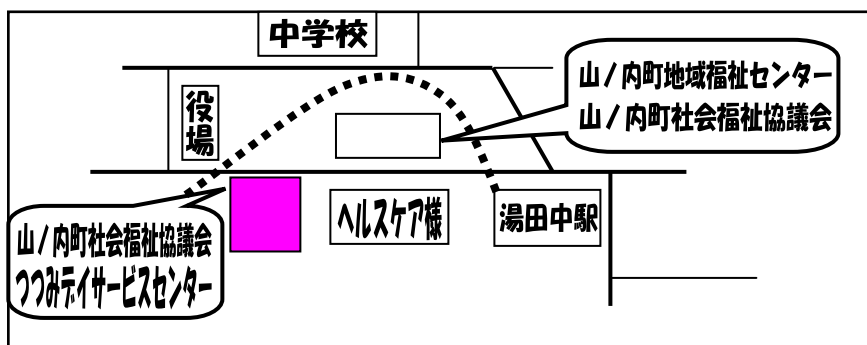 中学校
山ノ内町地域福祉センター
山ノ内町社会福祉協議会
役場
ヘルスケア様
湯田中駅
山ノ内町社会福祉協議会
つつみデイサービスセンター